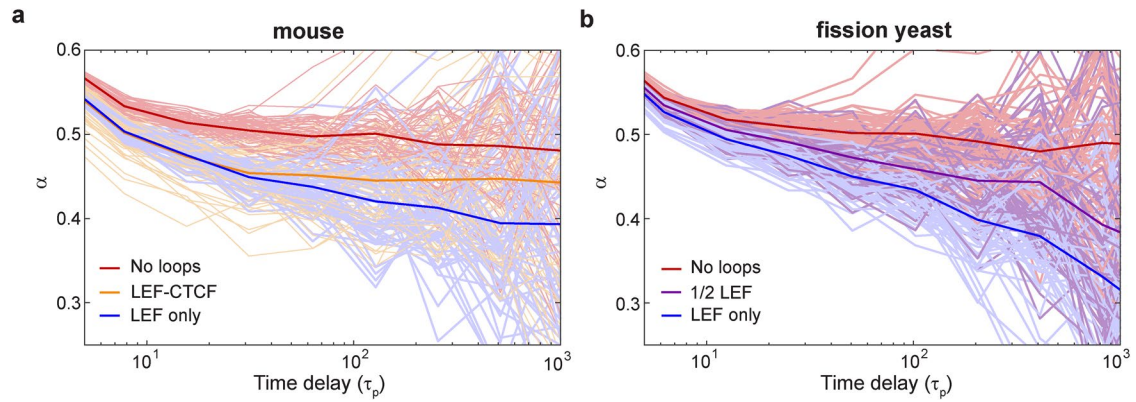 a
mouse
0.6
0.5
0.4
0.3
α
No loops
LEF-CTCF
LEF only
10¹
10²
10³
Time delay (τₚ)
b
fission yeast
0.6
0.5
0.4
0.3
α
No loops
1/2 LEF
LEF only
10¹
10²
10³
Time delay (τₚ)